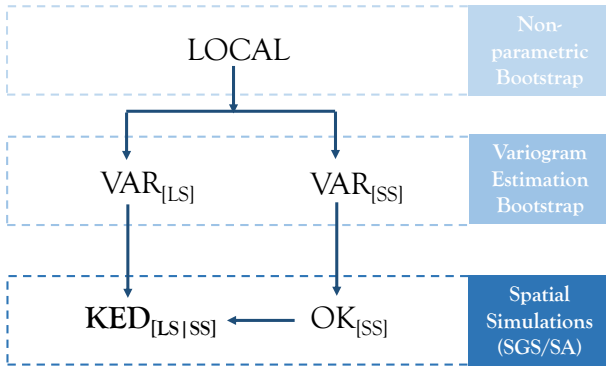 LOCAL
Non-
parametric
Bootstrap
VAR[LS]
VAR[SS]
Variogram
Estimation
Bootstrap
KED[LS|SS]
OK[SS]
Spatial
Simulations
(SGS/SA)